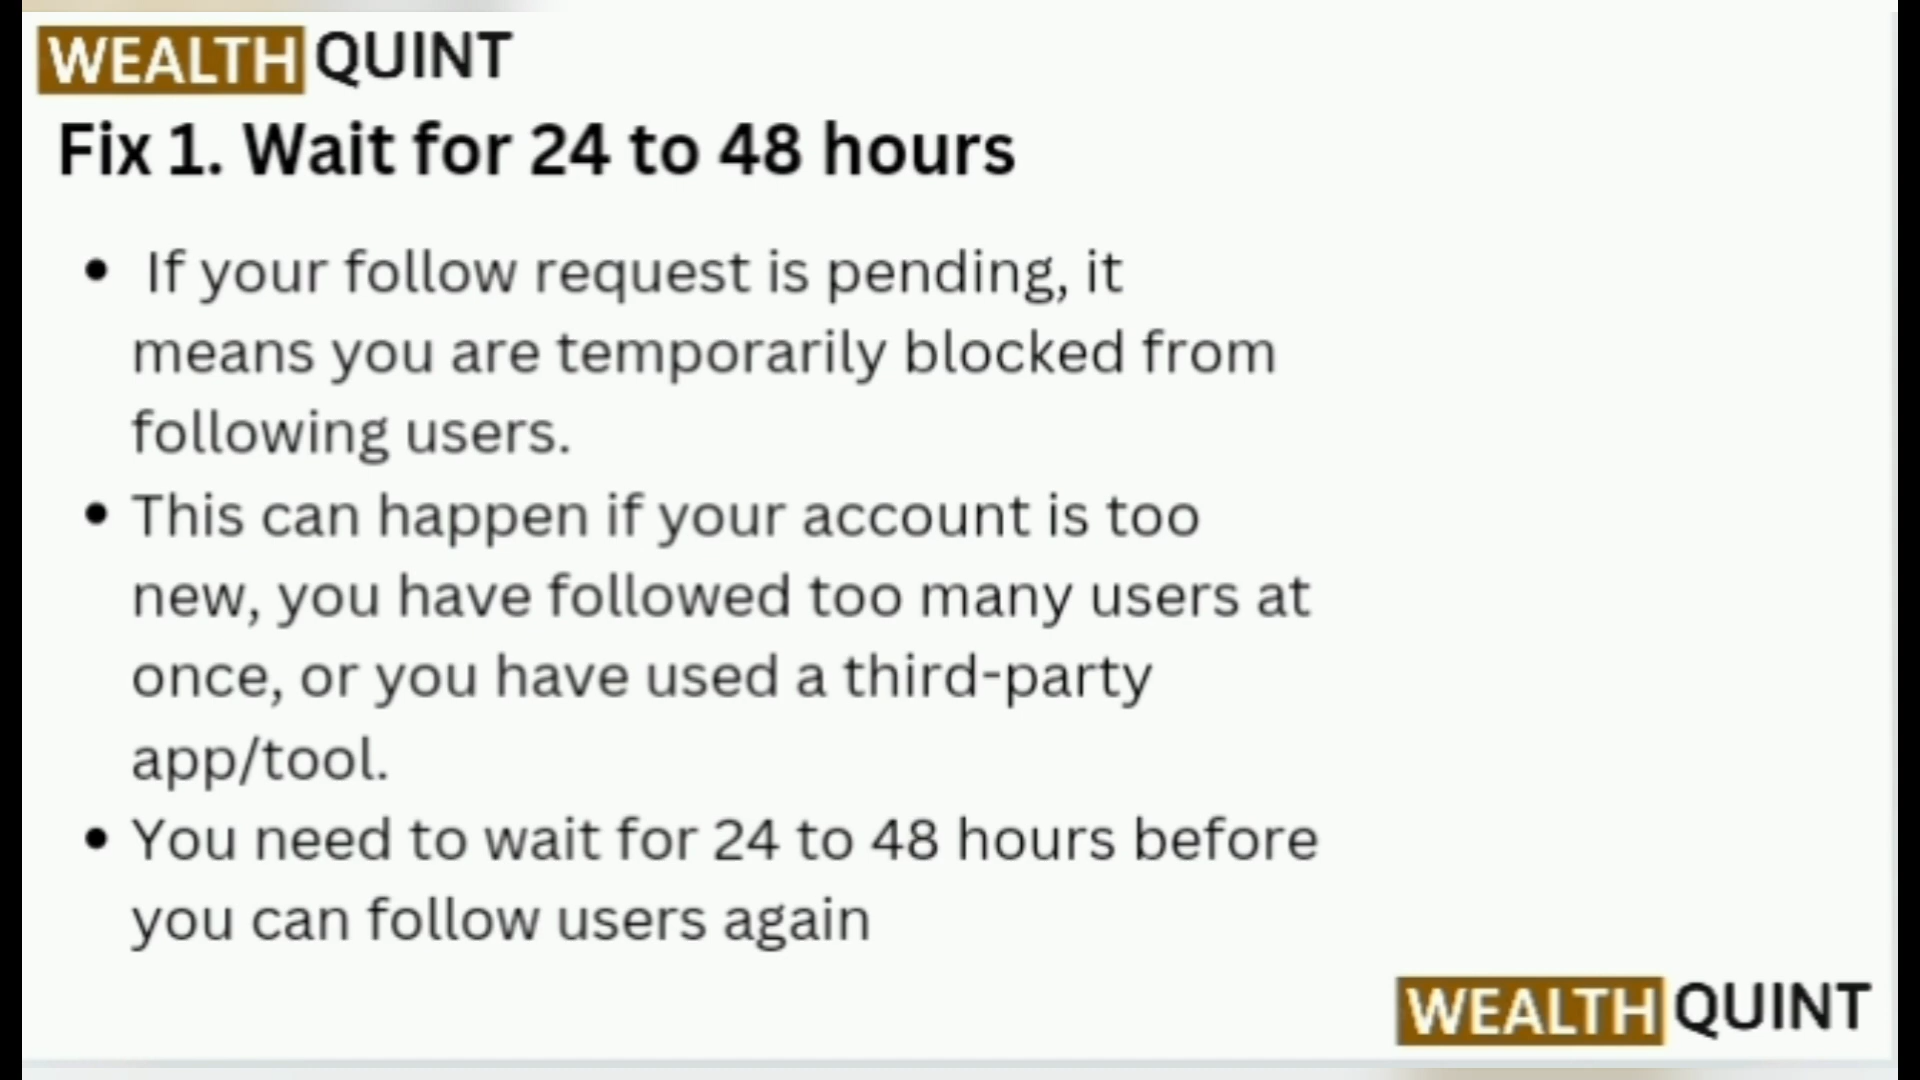 WEALTH QUINT
Fix 1. Wait for 24 to 48 hours
• If your follow request is pending, it
means you are temporarily blocked from
following users.
• This can happen if your account is too
new, you have followed too many users at
once, or you have used a third-party
app/tool.
• You need to wait for 24 to 48 hours before
you can follow users again
WEALTH QUINT